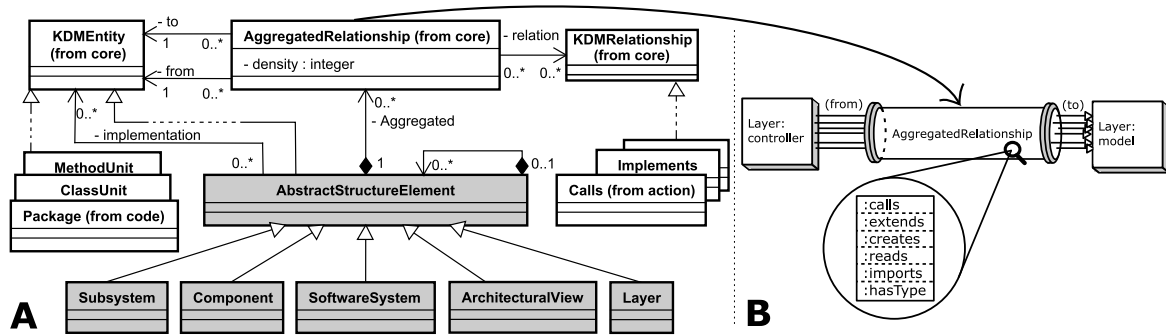 KDMEntity
(from core)
- to
1
0..*
- from
1
0..*
AggregatedRelationship (from core)
- density : integer
- relation
0..*
0..*
KDMRelationship
(from core)
0..*
- implementation
0..*
0..*
- Aggregated
1
0..*
0..1
MethodUnit
ClassUnit
Package (from code)
AbstractStructureElement
Implements
Calls (from action)
Subsystem
Component
SoftwareSystem
ArchitecturalView
Layer
A
B
Layer:
controller
(from)
AggregatedRelationship
(to)
Layer:
model
:calls
:extends
:creates
:reads
:imports
:hasType